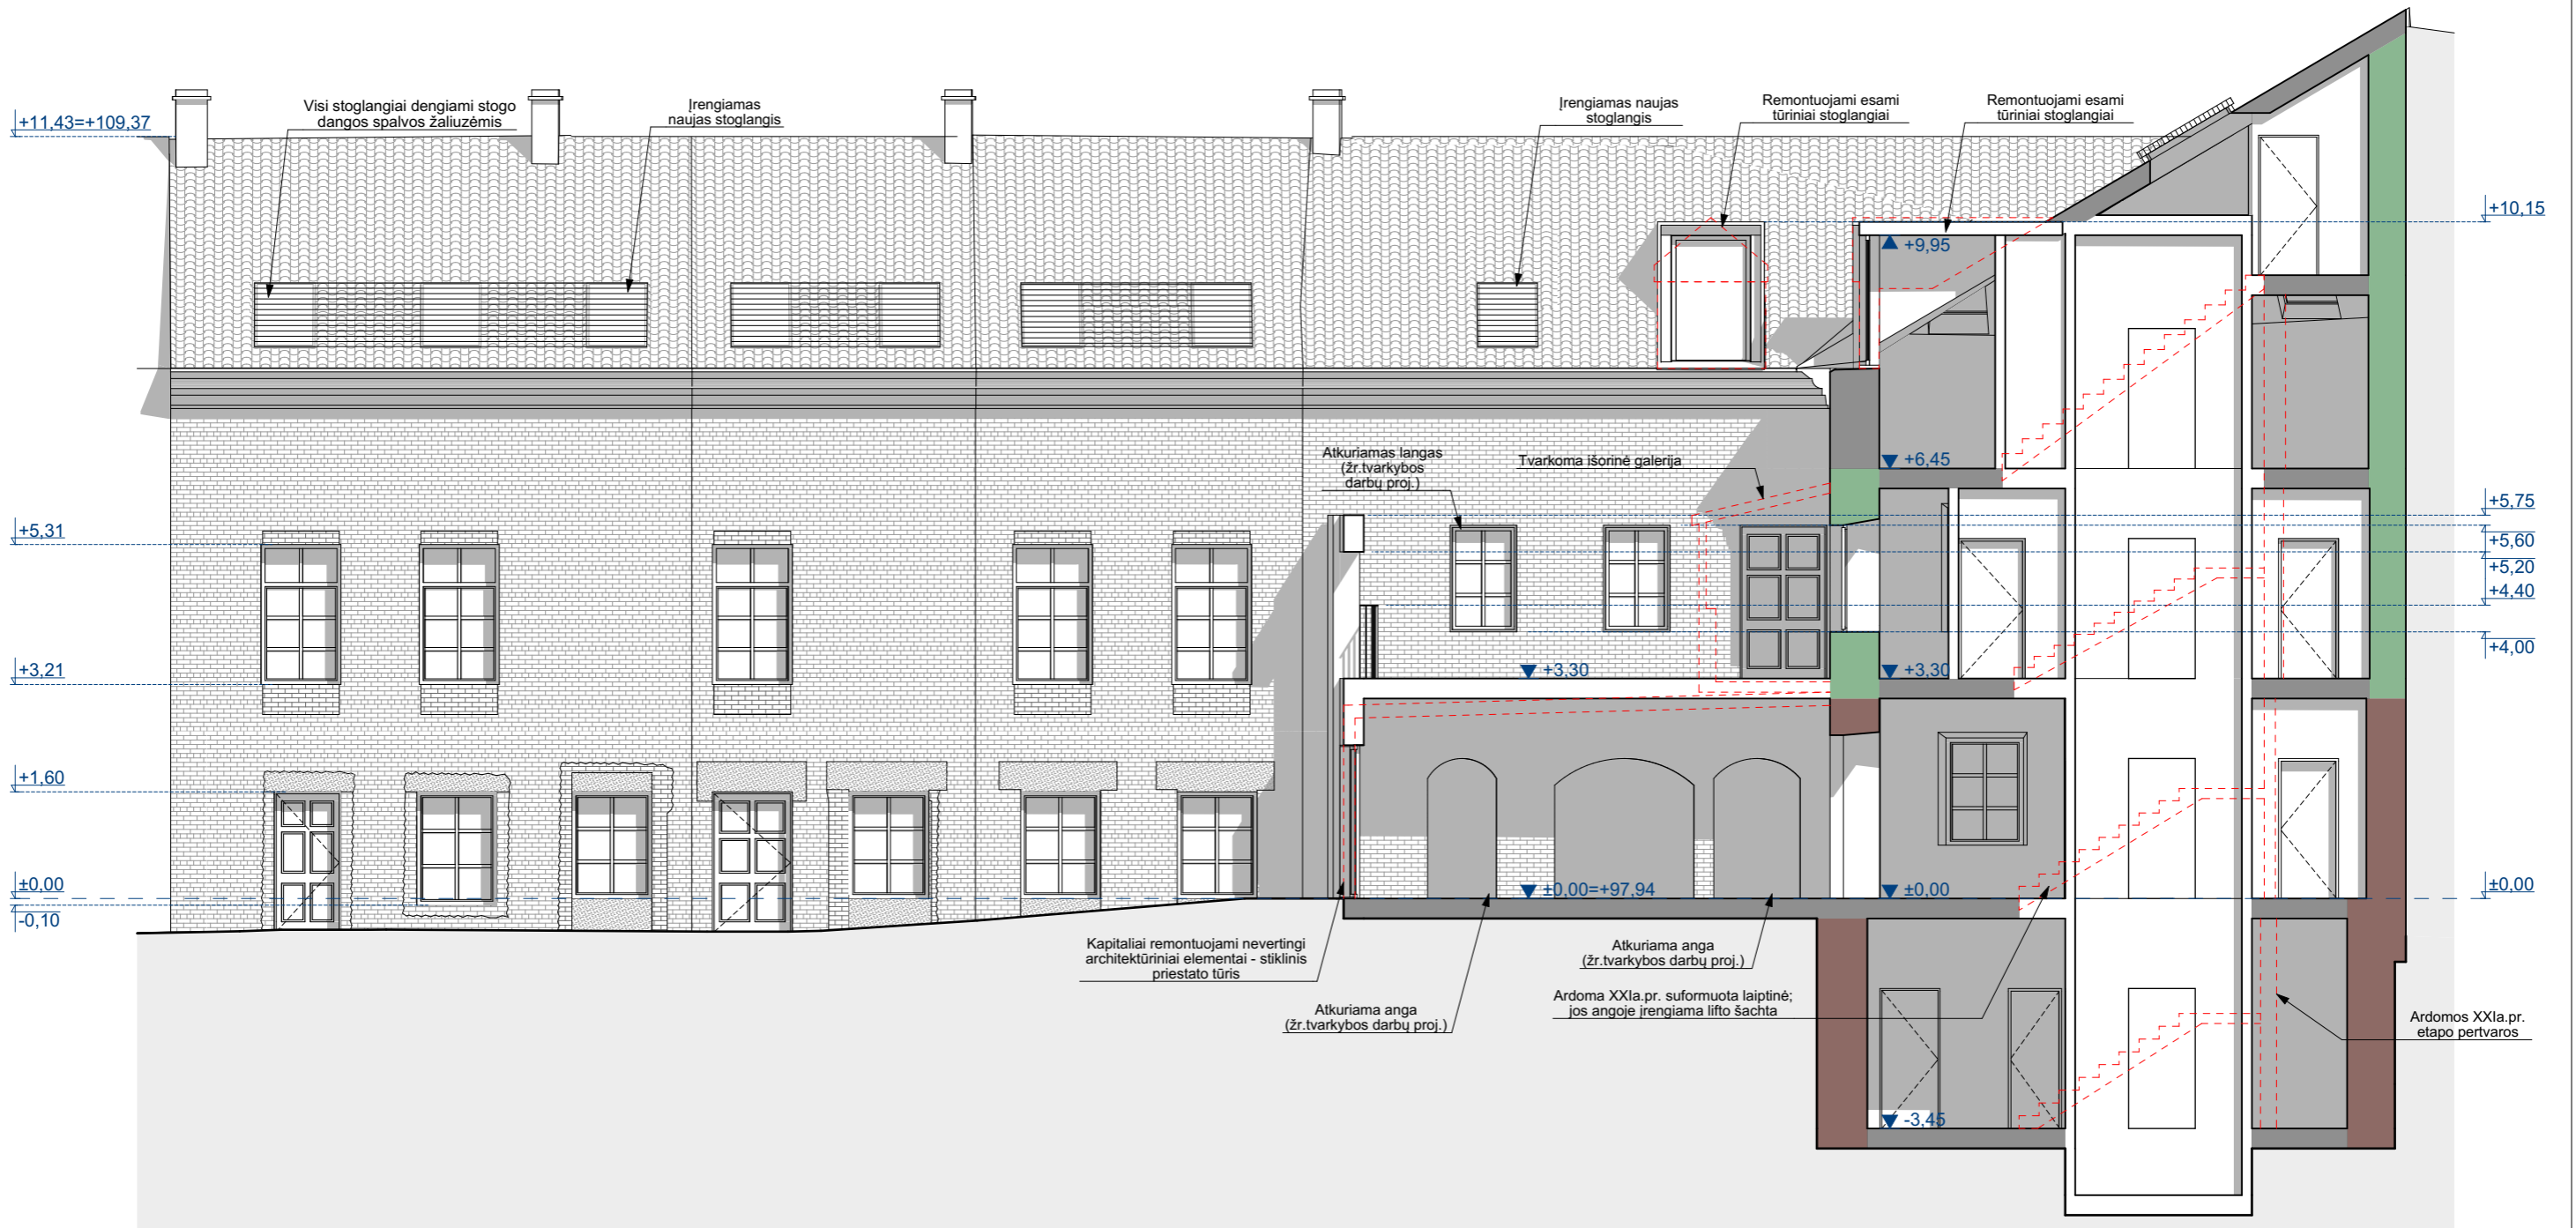 Visi stoglangiai dengiami stogo
dangos spalvos žaliuzėmis
Įrengiamas
naujas stoglangis
Įrengiamas naujas
stoglangis
Remontuojami esami
tūriniai stoglangiai
Remontuojami esami
tūriniai stoglangiai
+11,43=+109,37
+10,15
+9,95
Atkuriamas langas
(žr.tvarkybos
darbų proj.)
Tvarkoma išorinė galerija
+6,45
+5,31
+5,75
+5,60
+5,20
+4,40
+4,00
+3,21
+3,30
+3,30
+1,60
±0,00
-0,10
±0,00=+97,94
±0,00
±0,00
Kapitaliai remontuojami nevertingi
architektūriniai elementai - stiklinis
priestato tūris
Atkuriama anga
(žr.tvarkybos darbų proj.)
Atkuriama anga
(žr.tvarkybos darbų proj.)
Ardoma XXIa.pr. suformuota laiptinė;
jos angoje įrengiama lifto šachta
Ardomos XXIa.pr.
etapo pertvaros
-3,45